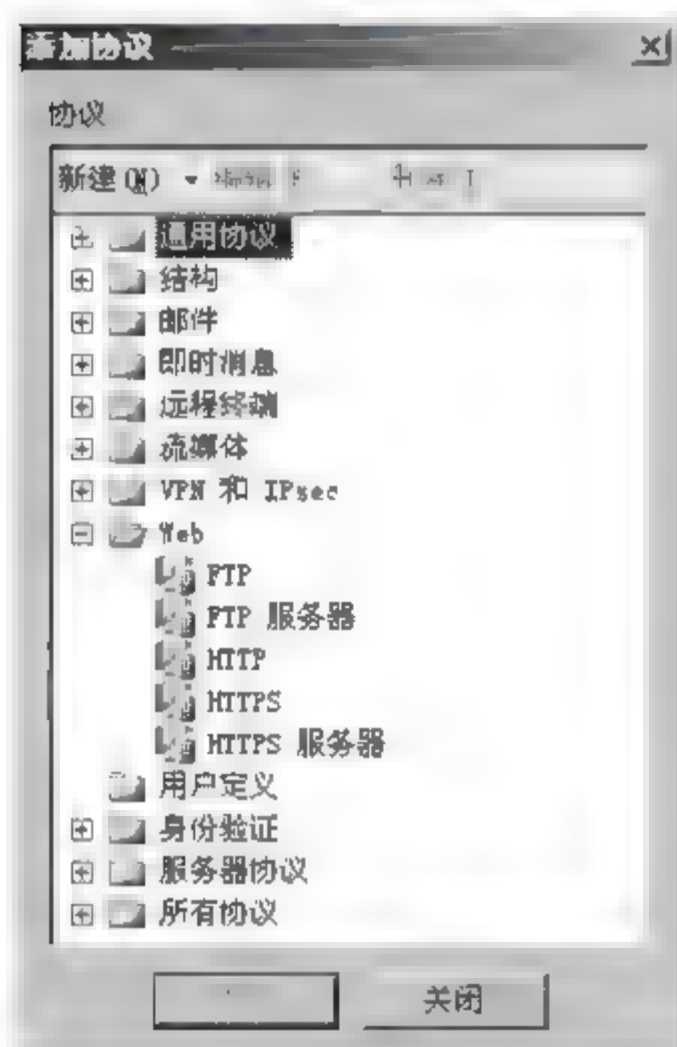 添加协议
协议
新建(N)
通用协议
结构
邮件
即时消息
远程终端
流媒体
VPN 和 IPsec
Web
FTP
FTP 服务器
HTTP
HTTPS
HTTPS 服务器
用户定义
身份验证
服务器协议
所有协议
关闭